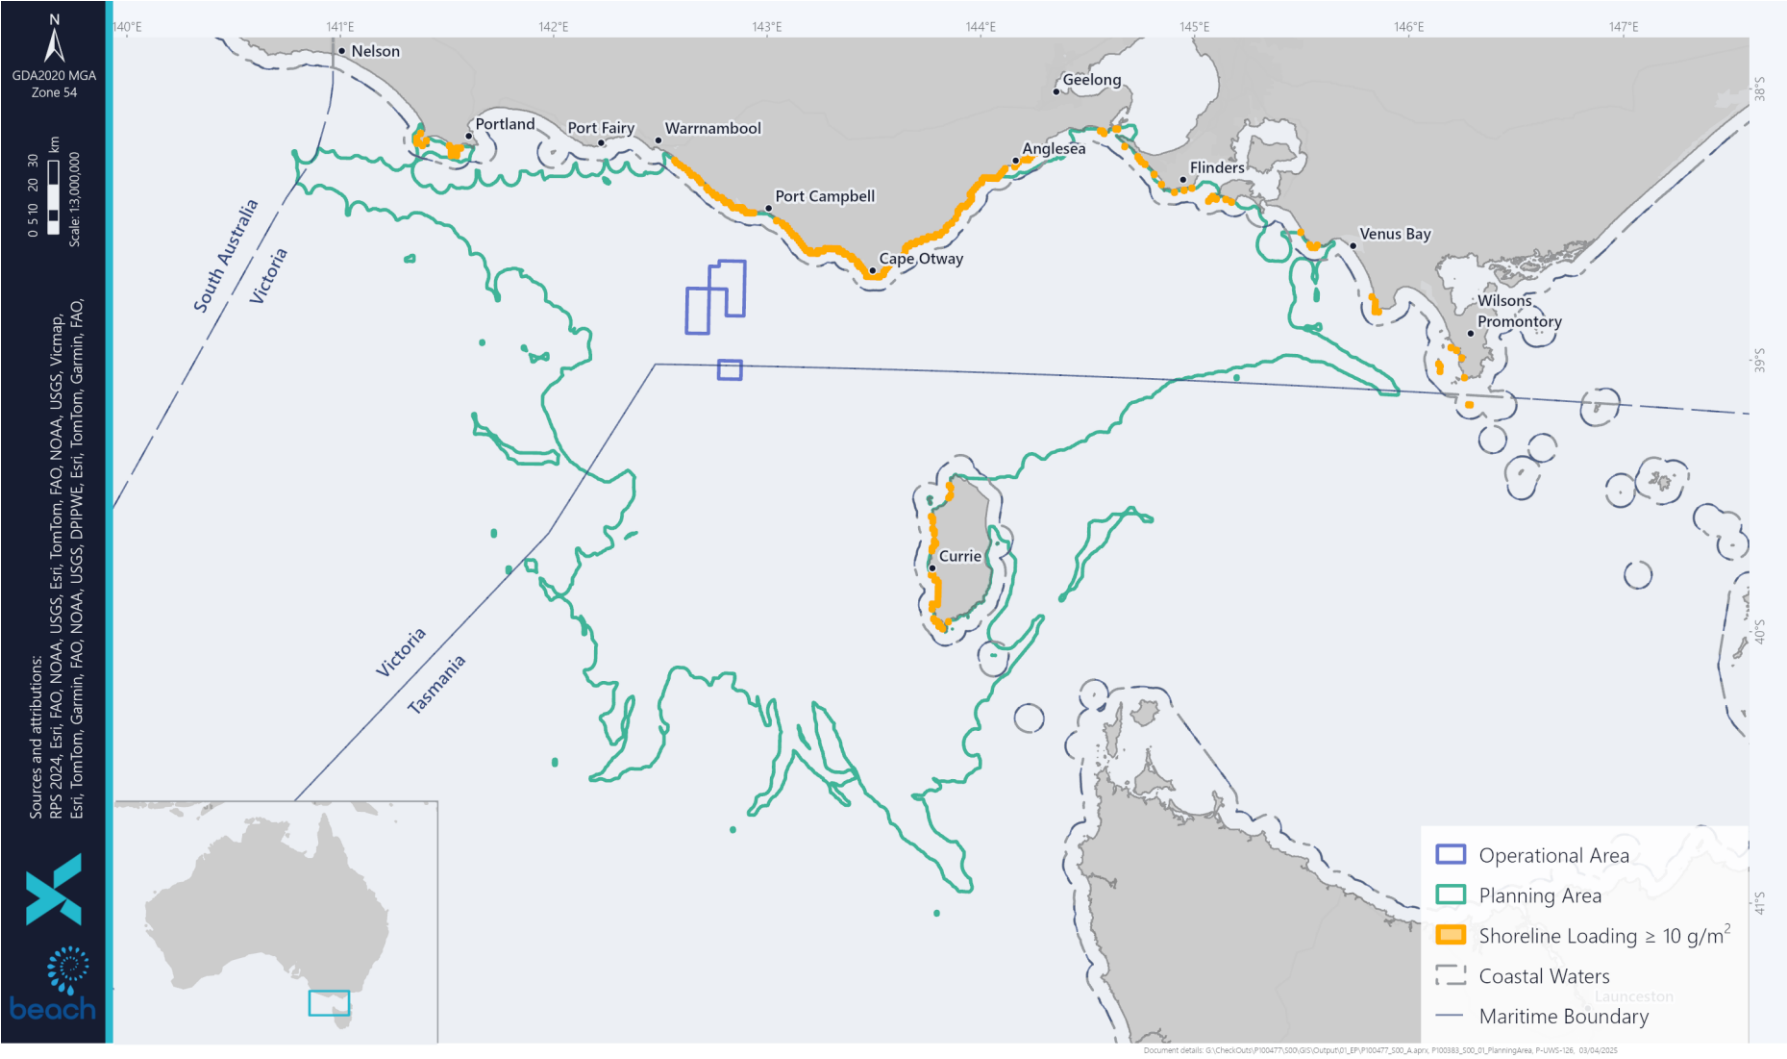 N
GDA2020 MGA
Zone 54
0 5 10 20 30 km
Scale: 1:3,000,000
Sources and attributions:
RPS 2024, Esri, FAO, NOAA, USGS, Esri, TomTom, FAO, NOAA, USGS, Vicmap,
Esri, TomTom, Garmin, FAO, NOAA, USGS, DPIPWE, Esri, TomTom, Garmin, FAO,
beach
140°E
141°E
142°E
143°E
144°E
145°E
146°E
147°E
38°S
39°S
40°S
41°S
Nelson
Portland
Port Fairy
Warrnambool
Port Campbell
Cape Otway
Anglesea
Geelong
Flinders
Venus Bay
Wilsons
Promontory
Currie
South Australia
Victoria
Victoria
Tasmania
Operational Area
Planning Area
Shoreline Loading ≥ 10 g/m²
Coastal Waters
Launceston
Maritime Boundary